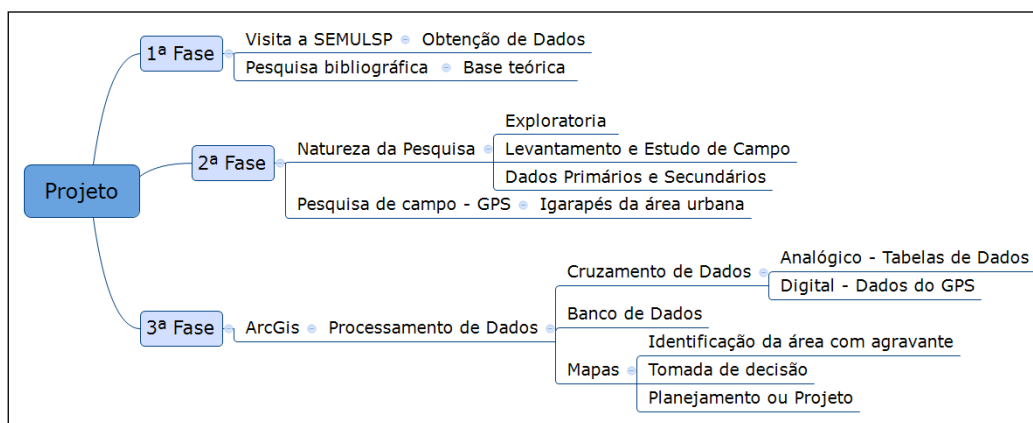 Projeto
1ª Fase
Visita a SEMULSP
Obtenção de Dados
Pesquisa bibliográfica
Base teórica
2ª Fase
Natureza da Pesquisa
Exploratoria
Levantamento e Estudo de Campo
Dados Primários e Secundários
Pesquisa de campo - GPS
Igarapés da área urbana
3ª Fase
ArcGis
Processamento de Dados
Cruzamento de Dados
Analógico - Tabelas de Dados
Digital - Dados do GPS
Banco de Dados
Mapas
Identificação da área com agravante
Tomada de decisão
Planejamento ou Projeto